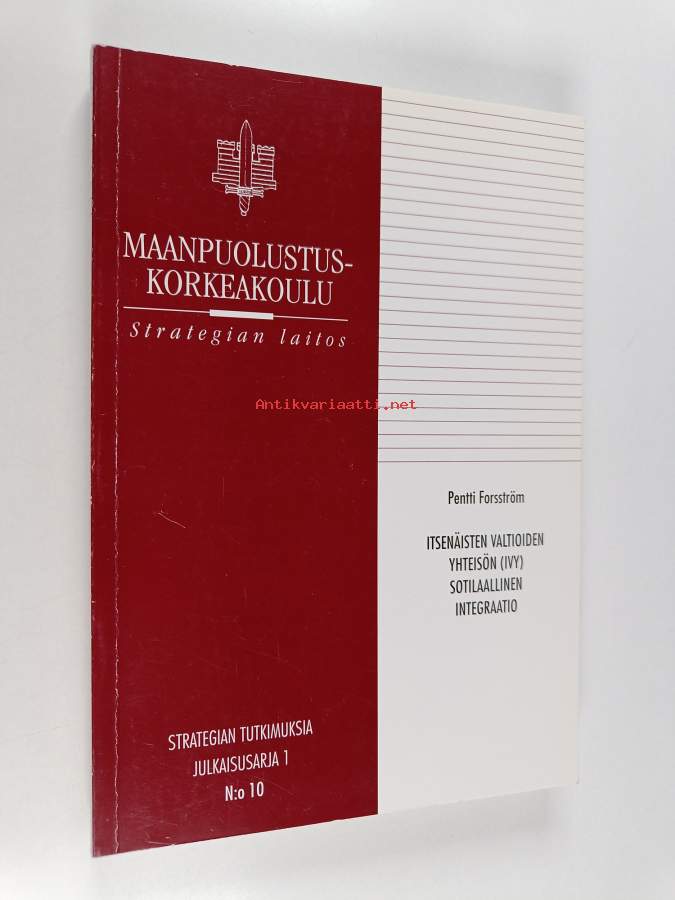 MAANPUOLUSTUS-
KORKEAKOULU
Strategian laitos
Antikvariaatti.net
Pentti Forsström
ITSENÄISTEN VALTIOIDEN
YHTEISÖN (IVY)
SOTILAALLINEN
INTEGRAATIO
STRATEGIAN TUTKIMUKSIA
JULKAISUSARJA 1
N:o 10